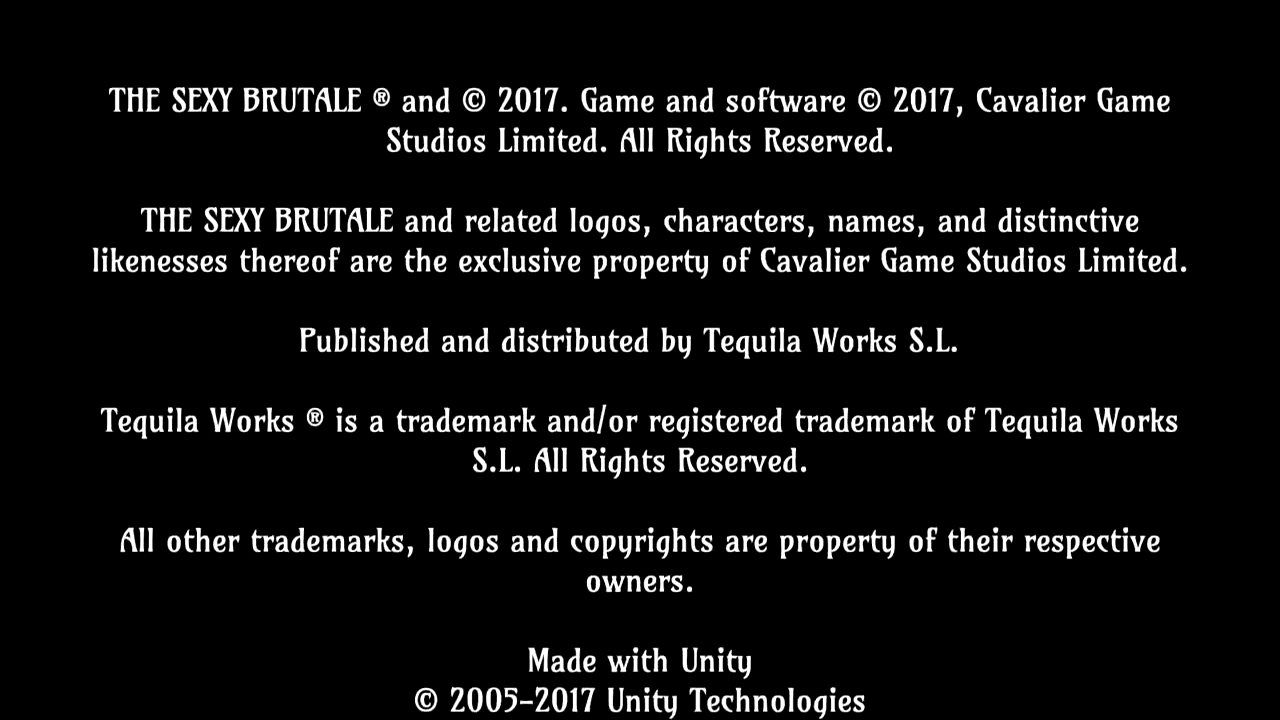 THE SEXY BRUTALE ® and © 2017. Game and software © 2017, Cavalier Game
Studios Limited. All Rights Reserved.
THE SEXY BRUTALE and related logos, characters, names, and distinctive
likenesses thereof are the exclusive property of Cavalier Game Studios Limited.
Published and distributed by Tequila Works S.L.
Tequila Works ® is a trademark and/or registered trademark of Tequila Works
S.L. All Rights Reserved.
All other trademarks, logos and copyrights are property of their respective
owners.
Made with Unity
© 2005-2017 Unity Technologies